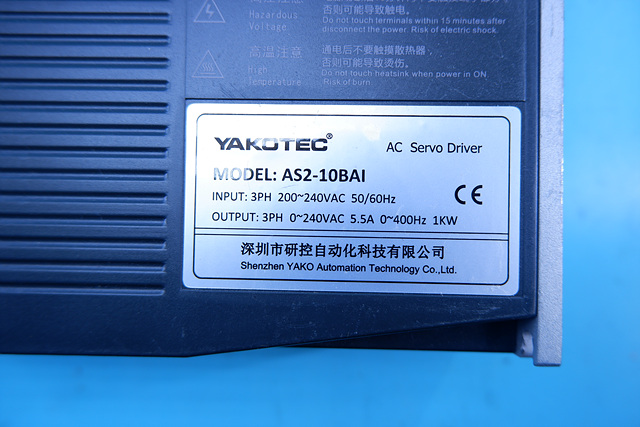 Hazardous
Voltage
否则可能导致触电。
Do not touch terminals within 15 minutes after
disconnect the power. Risk of electric shock.
高温注意
High
Temperature
通电后不要触摸散热器，
否则可能导致烫伤。
Do not touch heatsink when power in ON
Risk of burn.
YAKOTEC®
AC Servo Driver
MODEL: AS2-10BAI
INPUT: 3PH 200~240VAC 50/60Hz
OUTPUT: 3PH 0~240VAC 5.5A 0~400Hz 1KW
CE
深圳市研控自动化科技有限公司
Shenzhen YAKO Automation Technology Co.,Ltd.